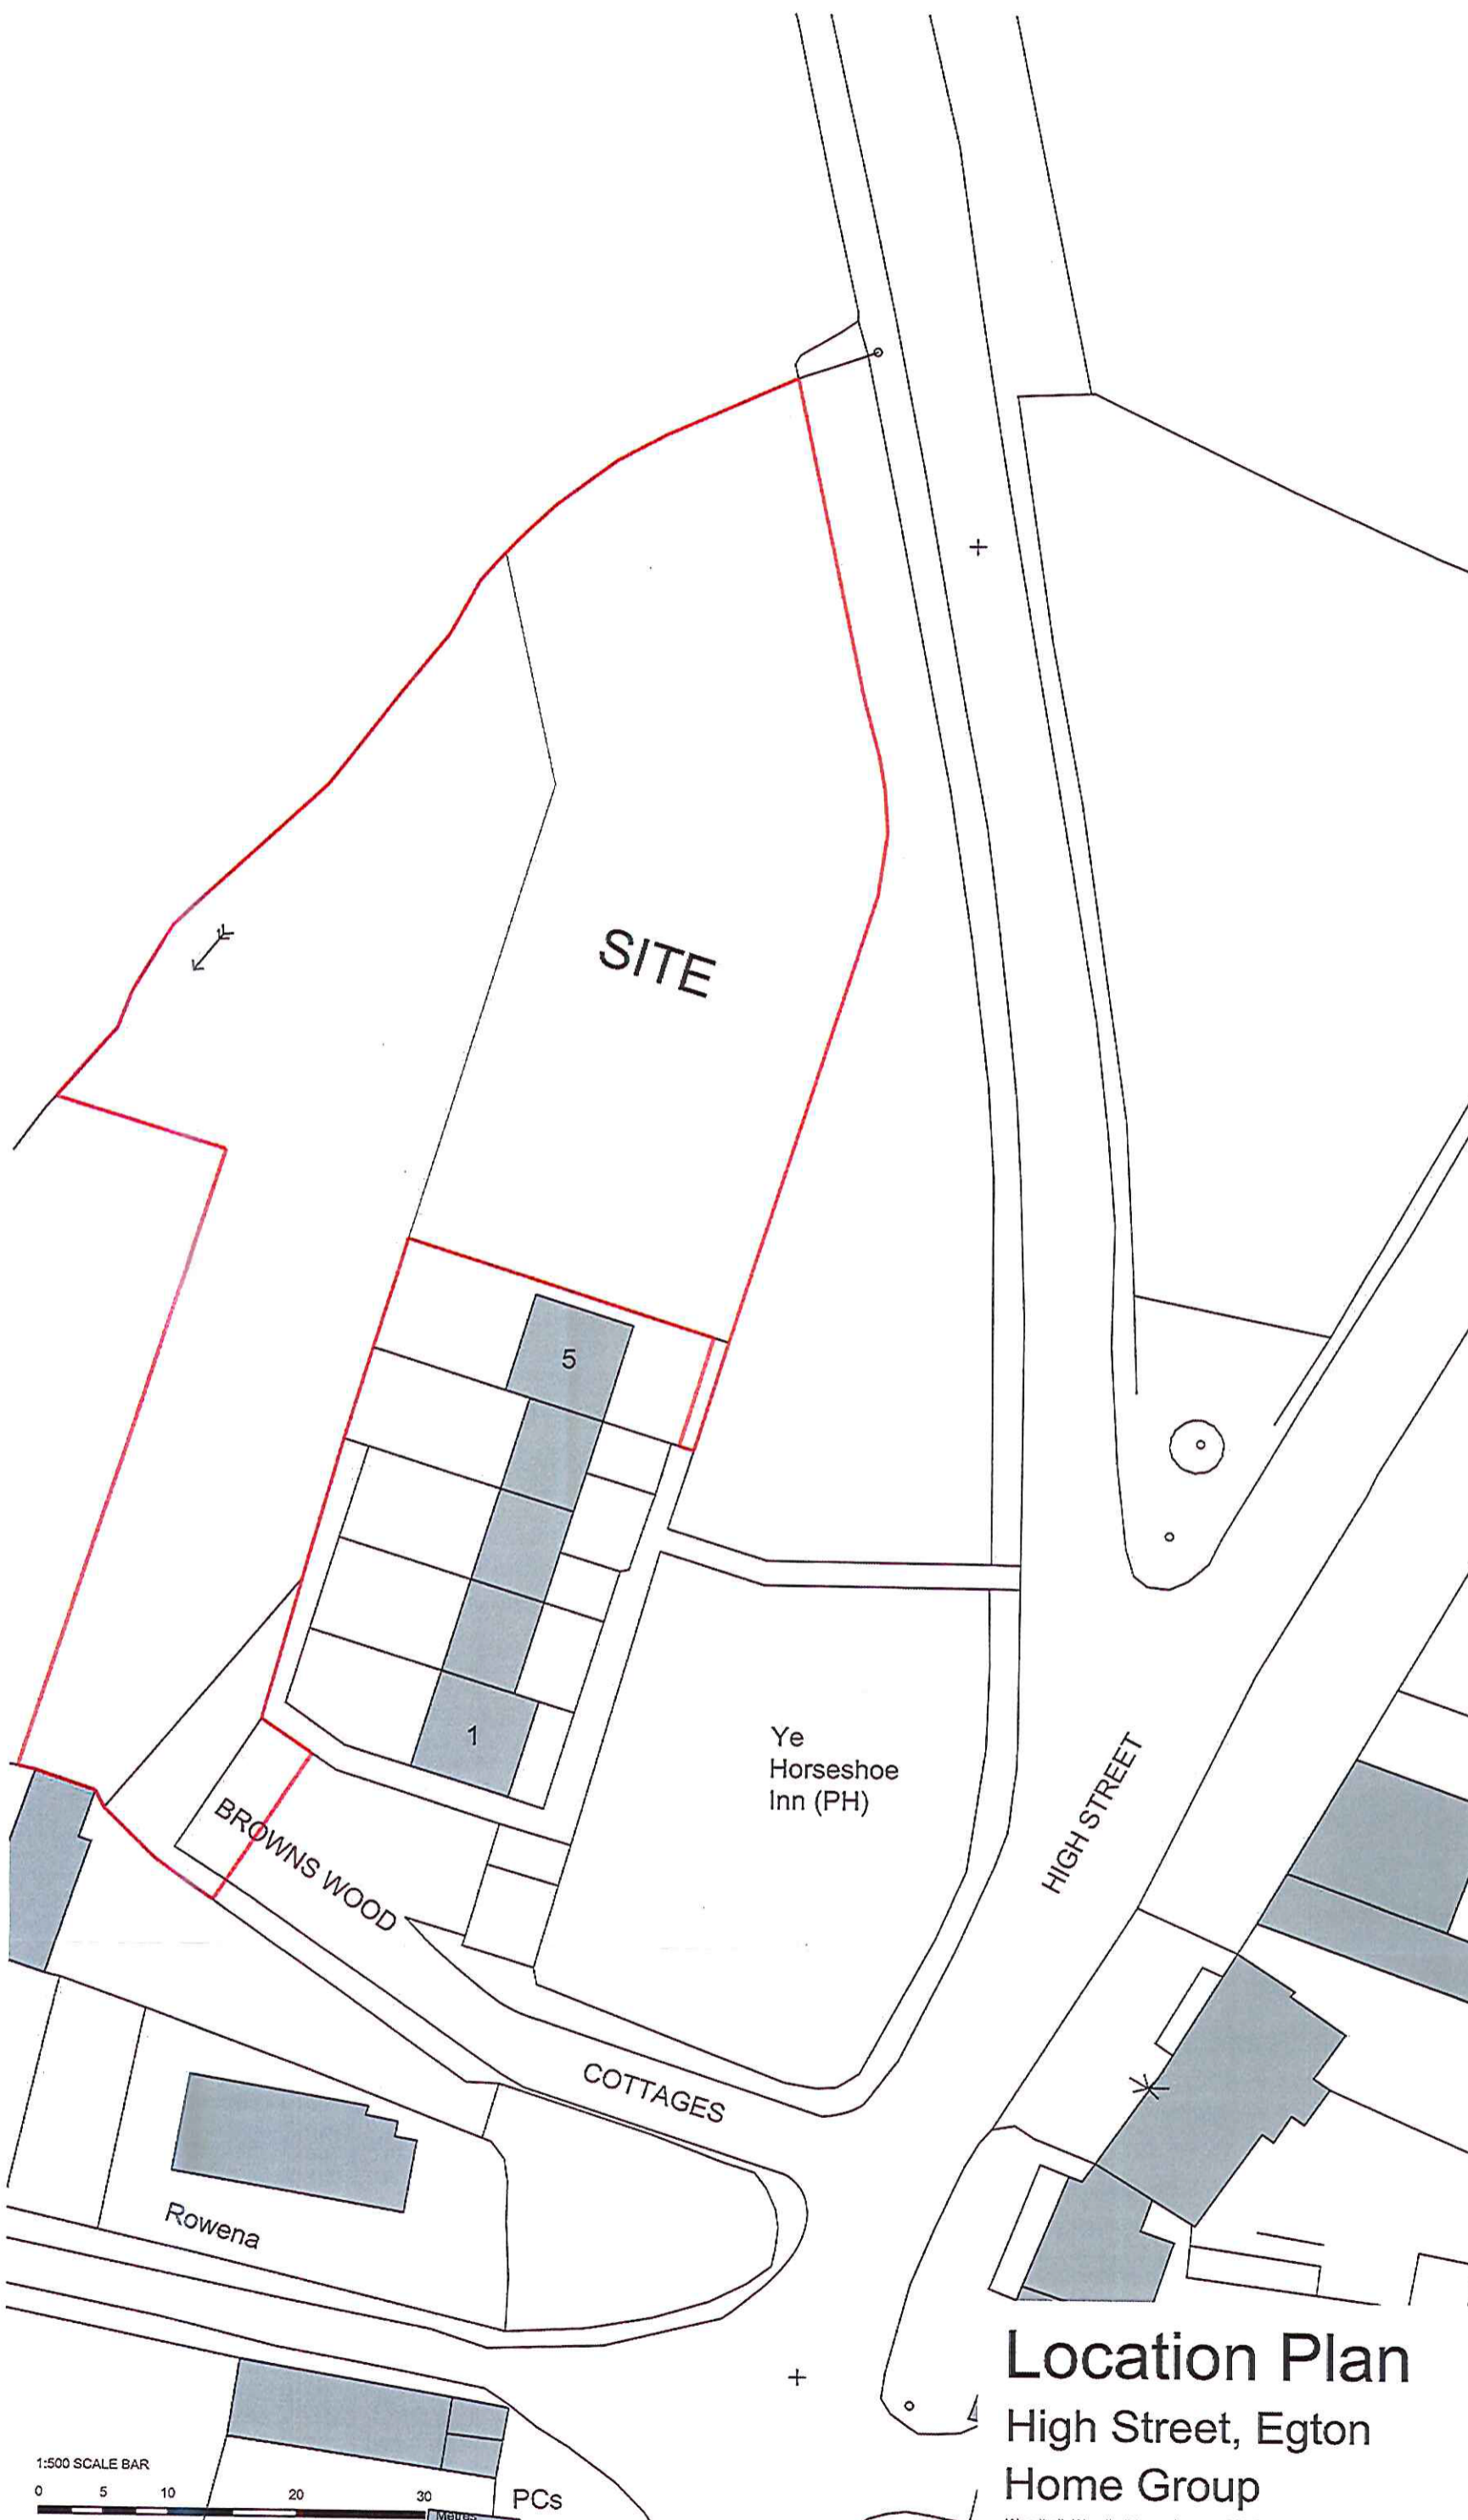 SITE
5
1
Ye
Horseshoe
Inn (PH)
HIGH STREET
BROWNS WOOD
COTTAGES
Rowena
Location Plan
High Street, Egton
Home Group
1:500 SCALE BAR
0 5 10 20 30
Metres
PCs